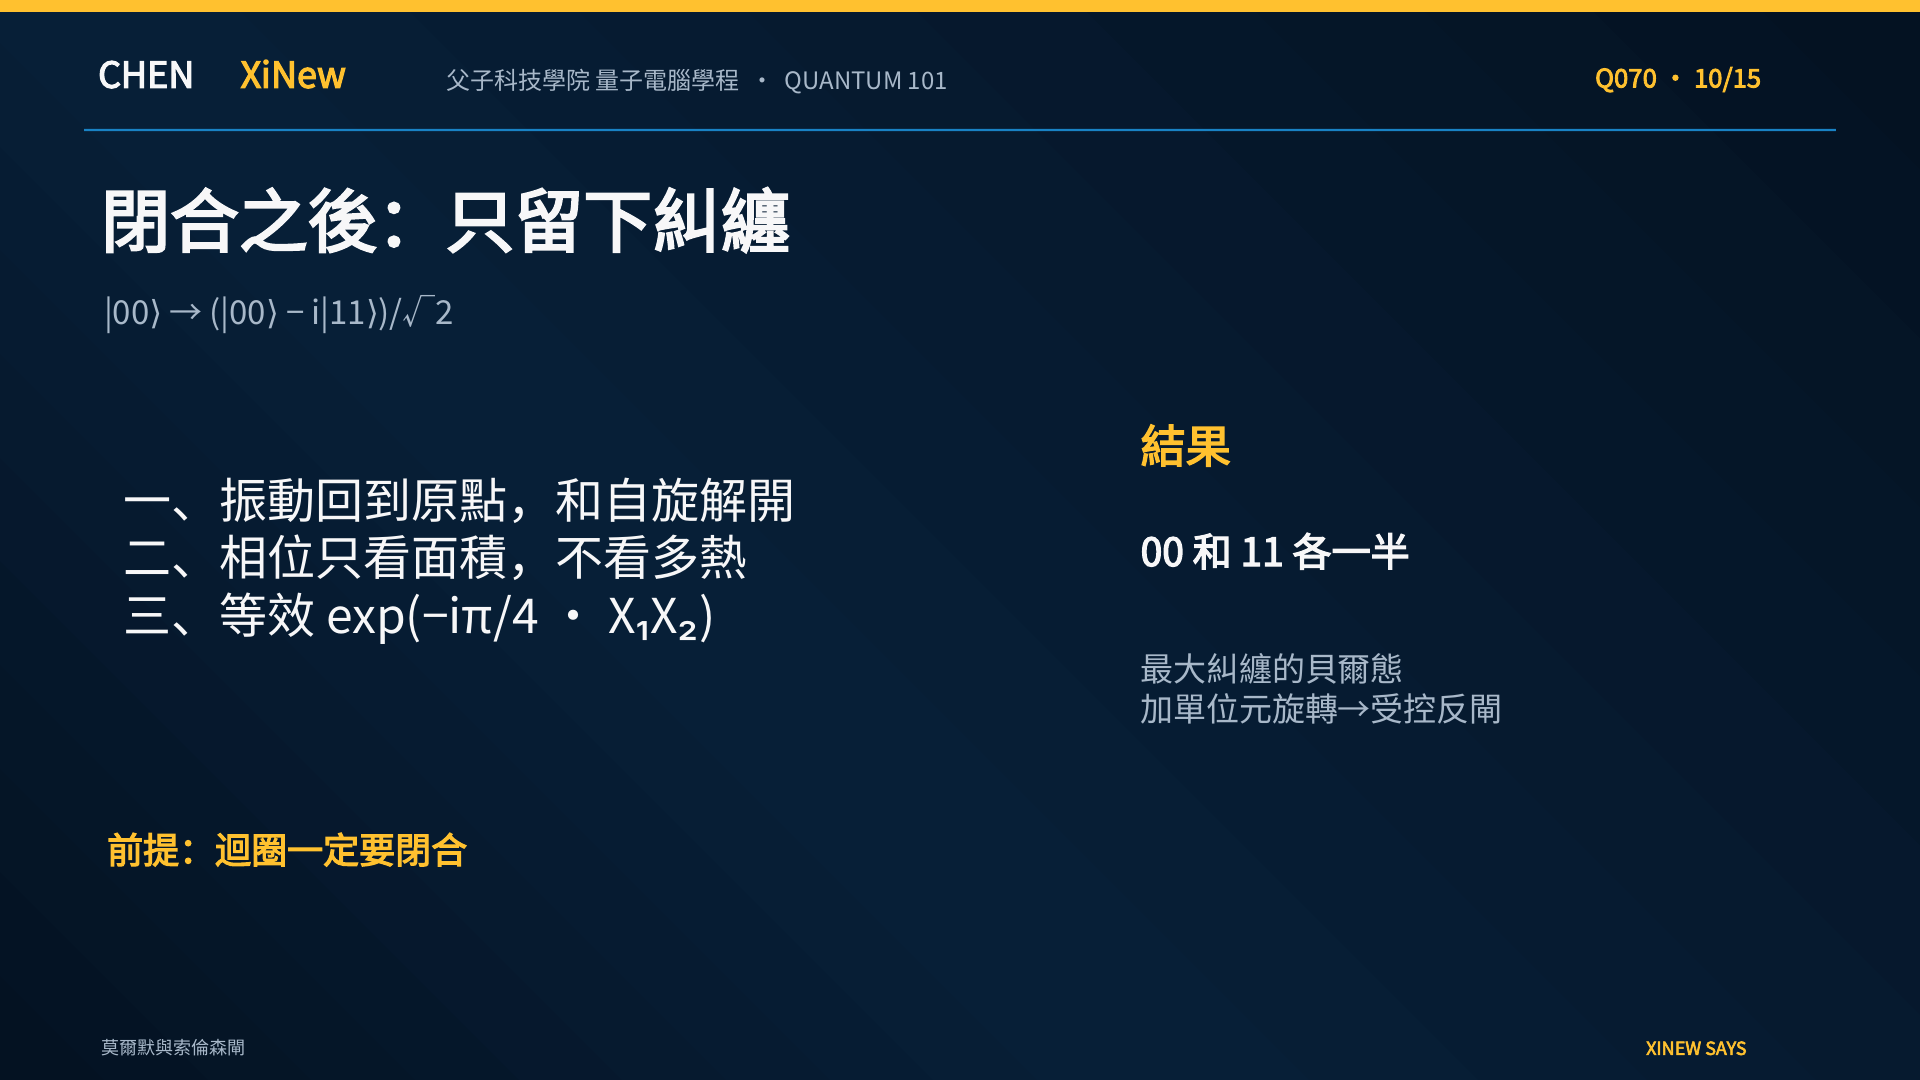 CHEN XiNew 父子科技學院 量子電腦學程 · QUANTUM 101 Q070 · 10/15
閉合之後：只留下糾纏
|00⟩ → (|00⟩ − i|11⟩)/√2
一、振動回到原點，和自旋解開
二、相位只看面積，不看多熱
三、等效 exp(−iπ/4 · X₁X₂)
前提：迴圈一定要閉合
結果
00 和 11 各一半
最大糾纏的貝爾態
加單位元旋轉→受控反閘
莫爾默與索倫森閘
XINEW SAYS